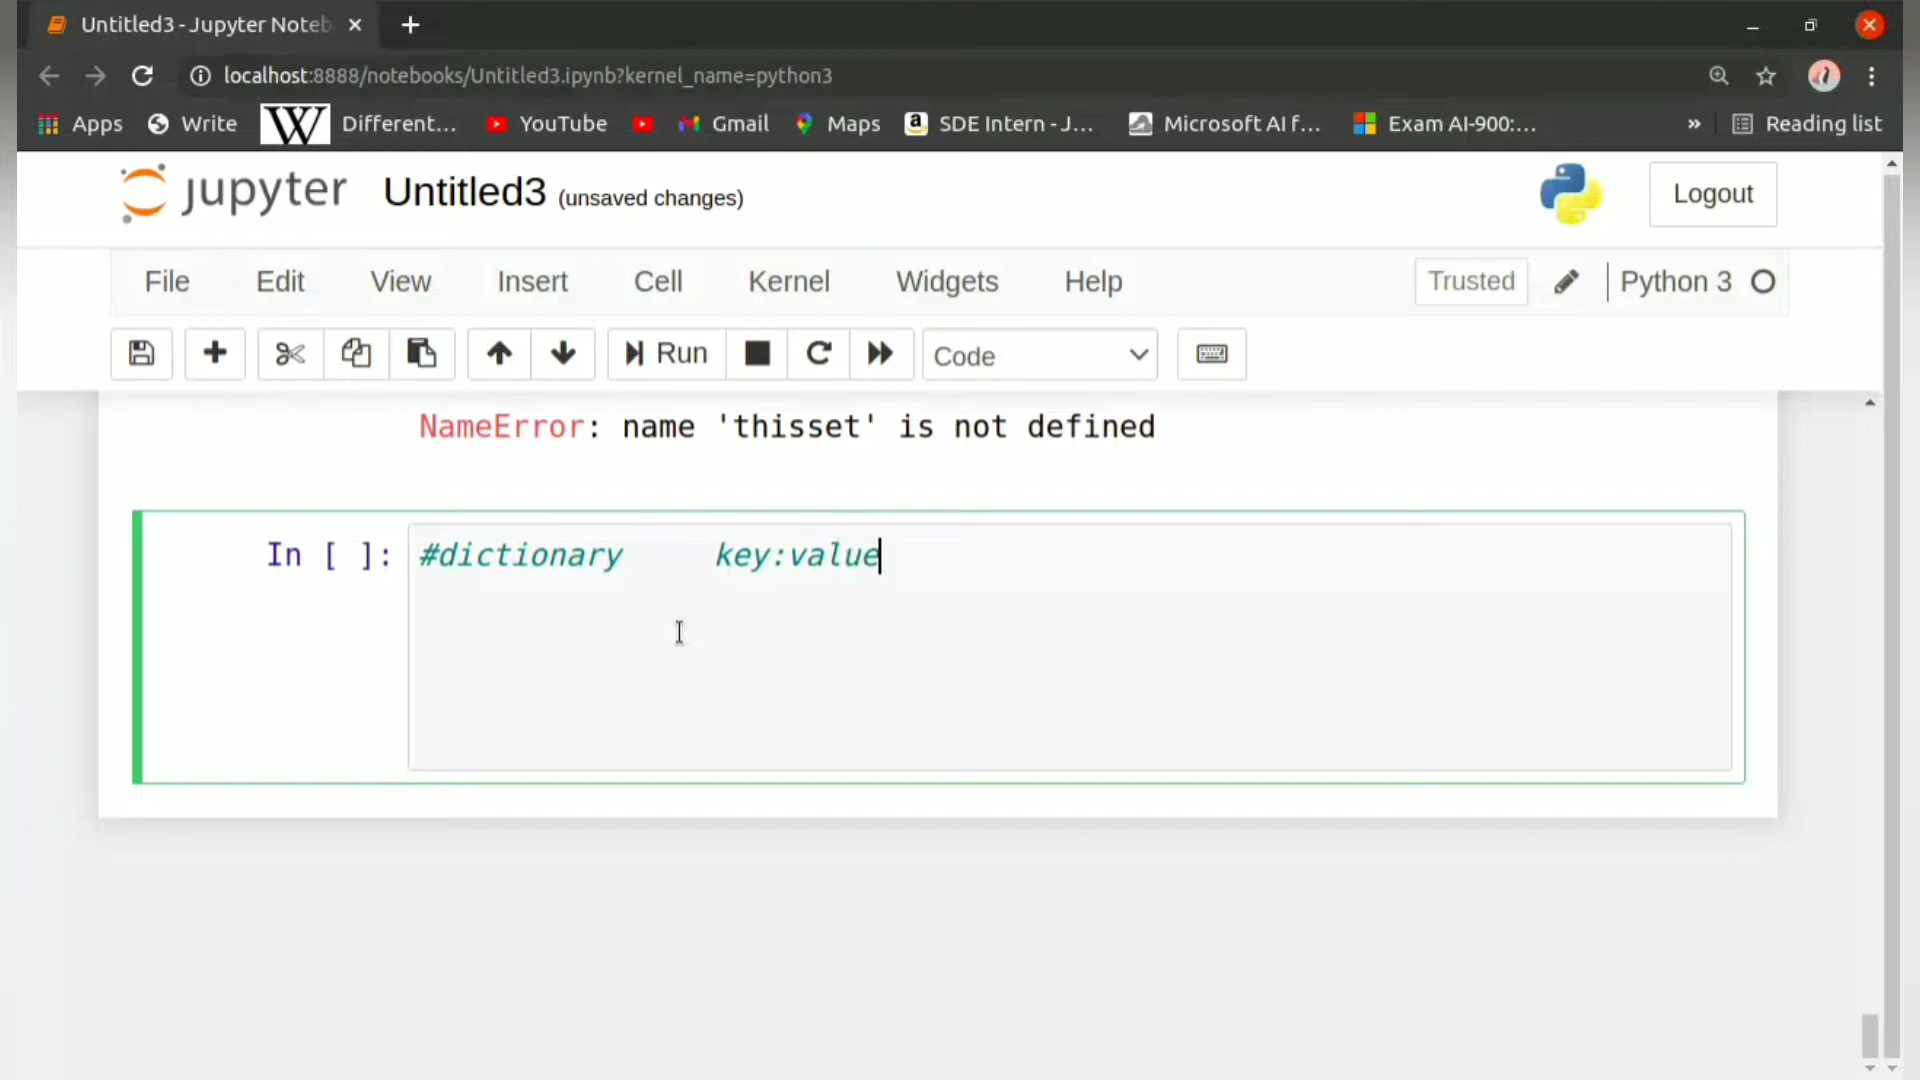 Untitled3 - Jupyter Noteb
localhost:8888/notebooks/Untitled3.ipynb?kernel_name=python3
Apps Write W Different... YouTube Gmail Maps a SDE Intern - J... Microsoft AI f... Exam AI-900:... » Reading list
jupyter Untitled3 (unsaved changes) Logout
File Edit View Insert Cell Kernel Widgets Help Trusted Python 3
Run Code
NameError: name 'thisset' is not defined
In [ ]: #dictionary key:value